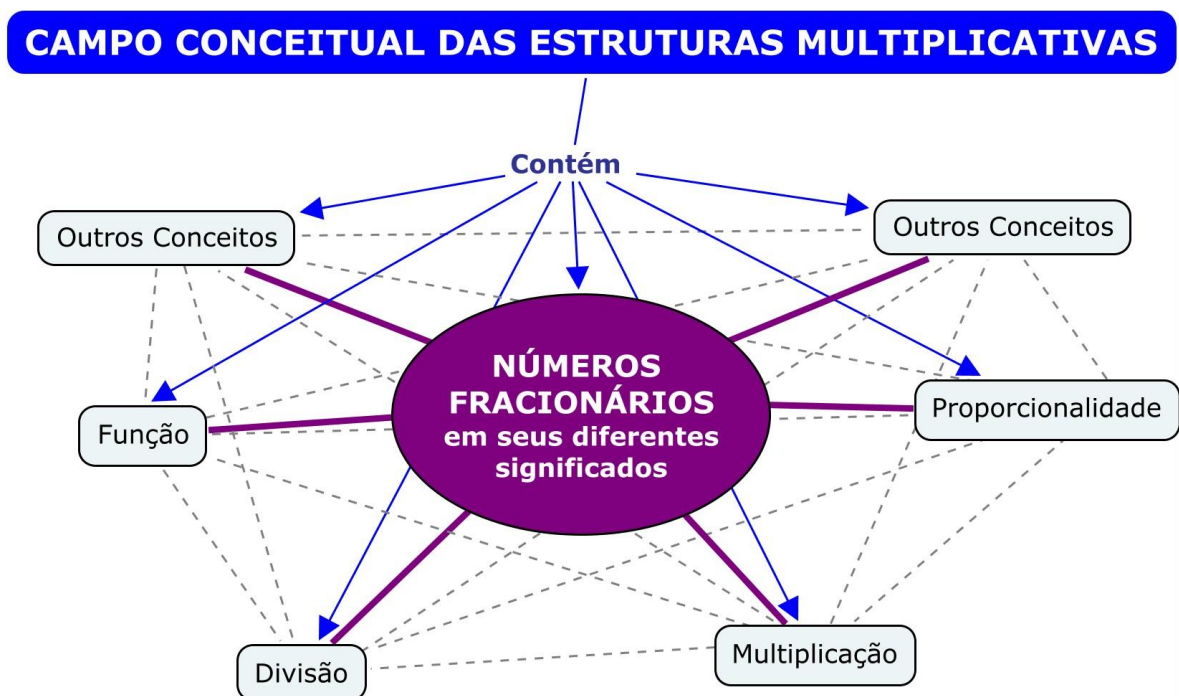 CAMPO CONCEITUAL DAS ESTRUTURAS MULTIPLICATIVAS
Contém
Outros Conceitos
Outros Conceitos
NÚMEROS
FRACIONÁRIOS
em seus diferentes
significados
Função
Proporcionalidade
Divisão
Multiplicação